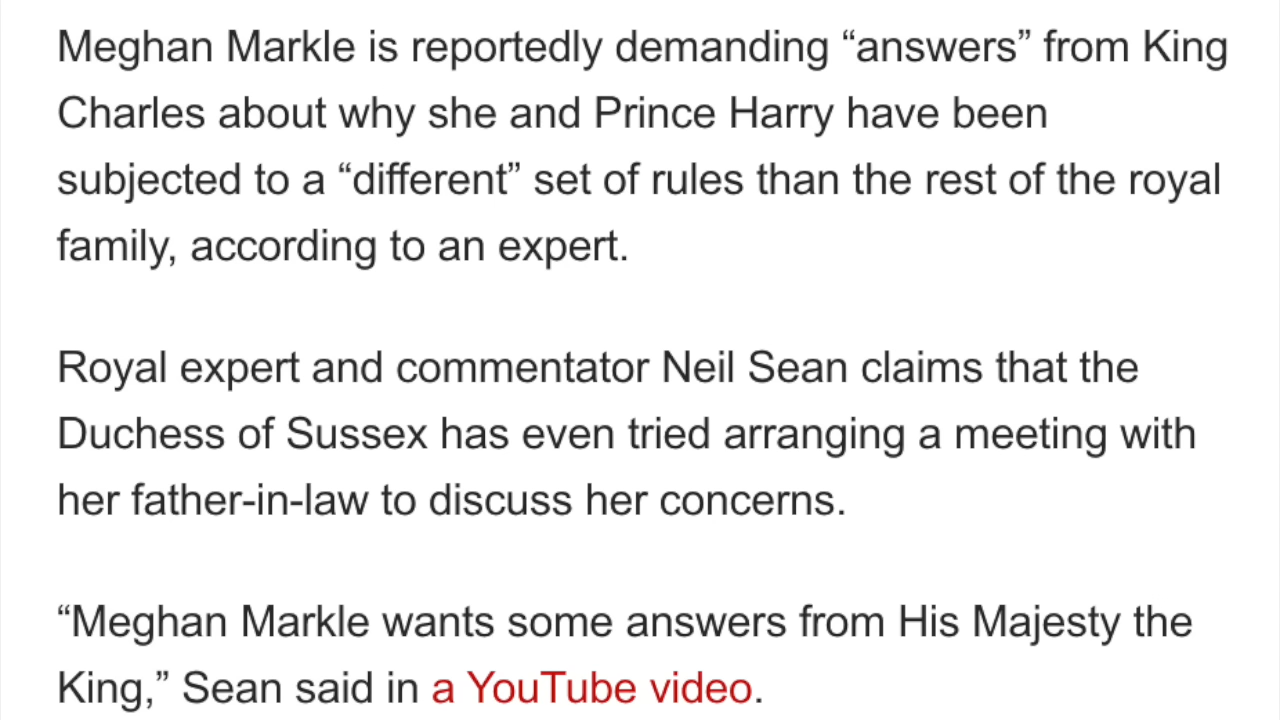 Meghan Markle is reportedly demanding “answers” from King
Charles about why she and Prince Harry have been
subjected to a “different” set of rules than the rest of the royal
family, according to an expert.
Royal expert and commentator Neil Sean claims that the
Duchess of Sussex has even tried arranging a meeting with
her father-in-law to discuss her concerns.
“Meghan Markle wants some answers from His Majesty the
King,” Sean said in a YouTube video.